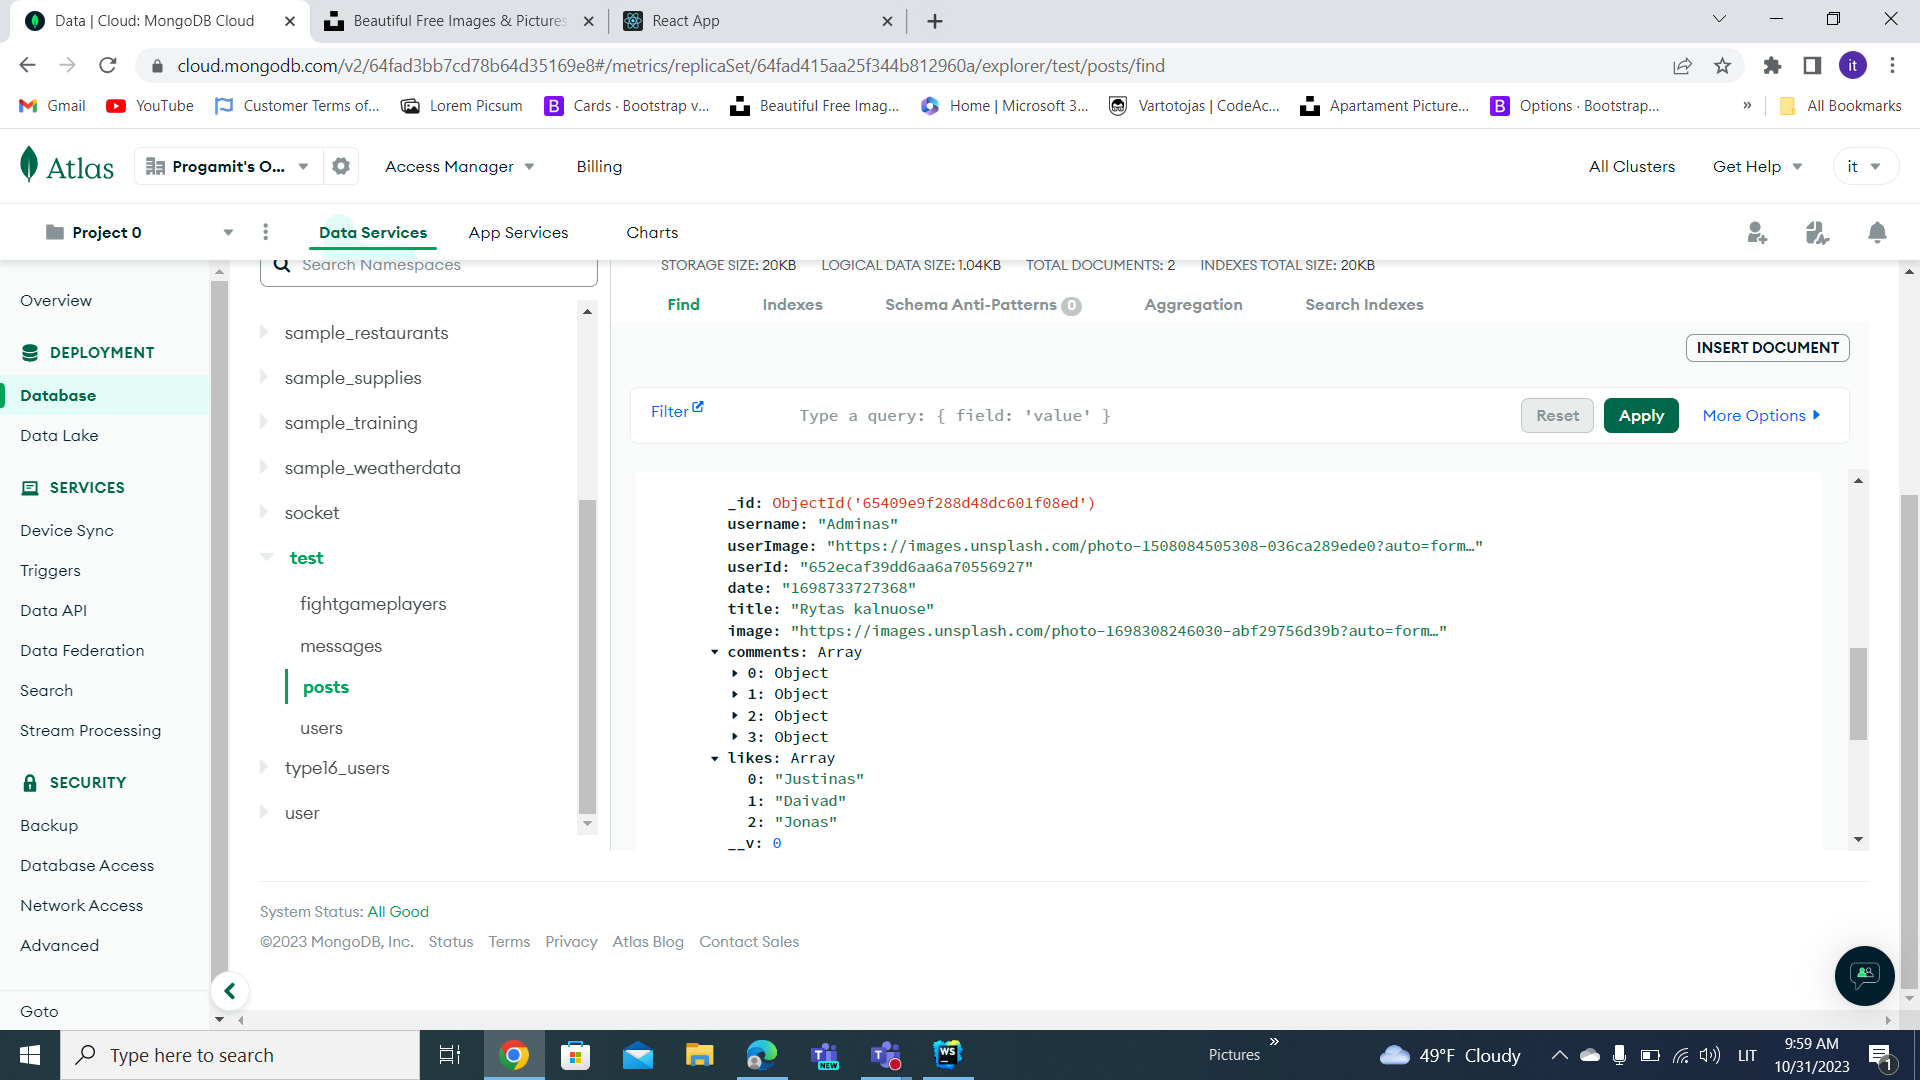 Data | Cloud: MongoDB Cloud
Beautiful Free Images & Pictures
React App
cloud.mongodb.com/v2/64fad3bb7cd78b64d35169e8#/metrics/replicaSet/64fad415aa25f344b812960a/explorer/test/posts/find
it
Gmail
YouTube
Customer Terms of...
Lorem Picsum
Cards · Bootstrap v...
Beautiful Free Imag...
Home | Microsoft 3...
Vartotojas | CodeAc...
Apartament Picture...
Options · Bootstrap...
»
All Bookmarks
Atlas
Progamit's O...
Access Manager
Billing
All Clusters
Get Help
it
Project 0
Data Services
App Services
Charts
Overview
DEPLOYMENT
Database
Data Lake
SERVICES
Device Sync
Triggers
Data API
Data Federation
Search
Stream Processing
SECURITY
Backup
Database Access
Network Access
Advanced
Goto
Search Namespaces
sample_restaurants
sample_supplies
sample_training
sample_weatherdata
socket
test
fightgameplayers
messages
posts
users
type16_users
user
STORAGE SIZE: 20KB LOGICAL DATA SIZE: 1.04KB TOTAL DOCUMENTS: 2 INDEXES TOTAL SIZE: 20KB
Find
Indexes
Schema Anti-Patterns 0
Aggregation
Search Indexes
INSERT DOCUMENT
Filter
Type a query: { field: 'value' }
Reset
Apply
More Options
_id: ObjectId('65409e9f288d48dc601f08ed')
username: "Adminas"
userImage: "https://images.unsplash.com/photo-1508084505308-036ca289ede0?auto=form…"
userId: "652ecaf39dd6aa6a70556927"
date: "1698733727368"
title: "Rytas kalnuose"
image: "https://images.unsplash.com/photo-1698308246030-abf29756d39b?auto=form…"
comments: Array
0: Object
1: Object
2: Object
3: Object
likes: Array
0: "Justinas"
1: "Daivad"
2: "Jonas"
__v: 0
System Status: All Good
©2023 MongoDB, Inc. Status Terms Privacy Atlas Blog Contact Sales
Type here to search
NEW
WS
Pictures
»
49°F Cloudy
LIT
9:59 AM
10/31/2023
1